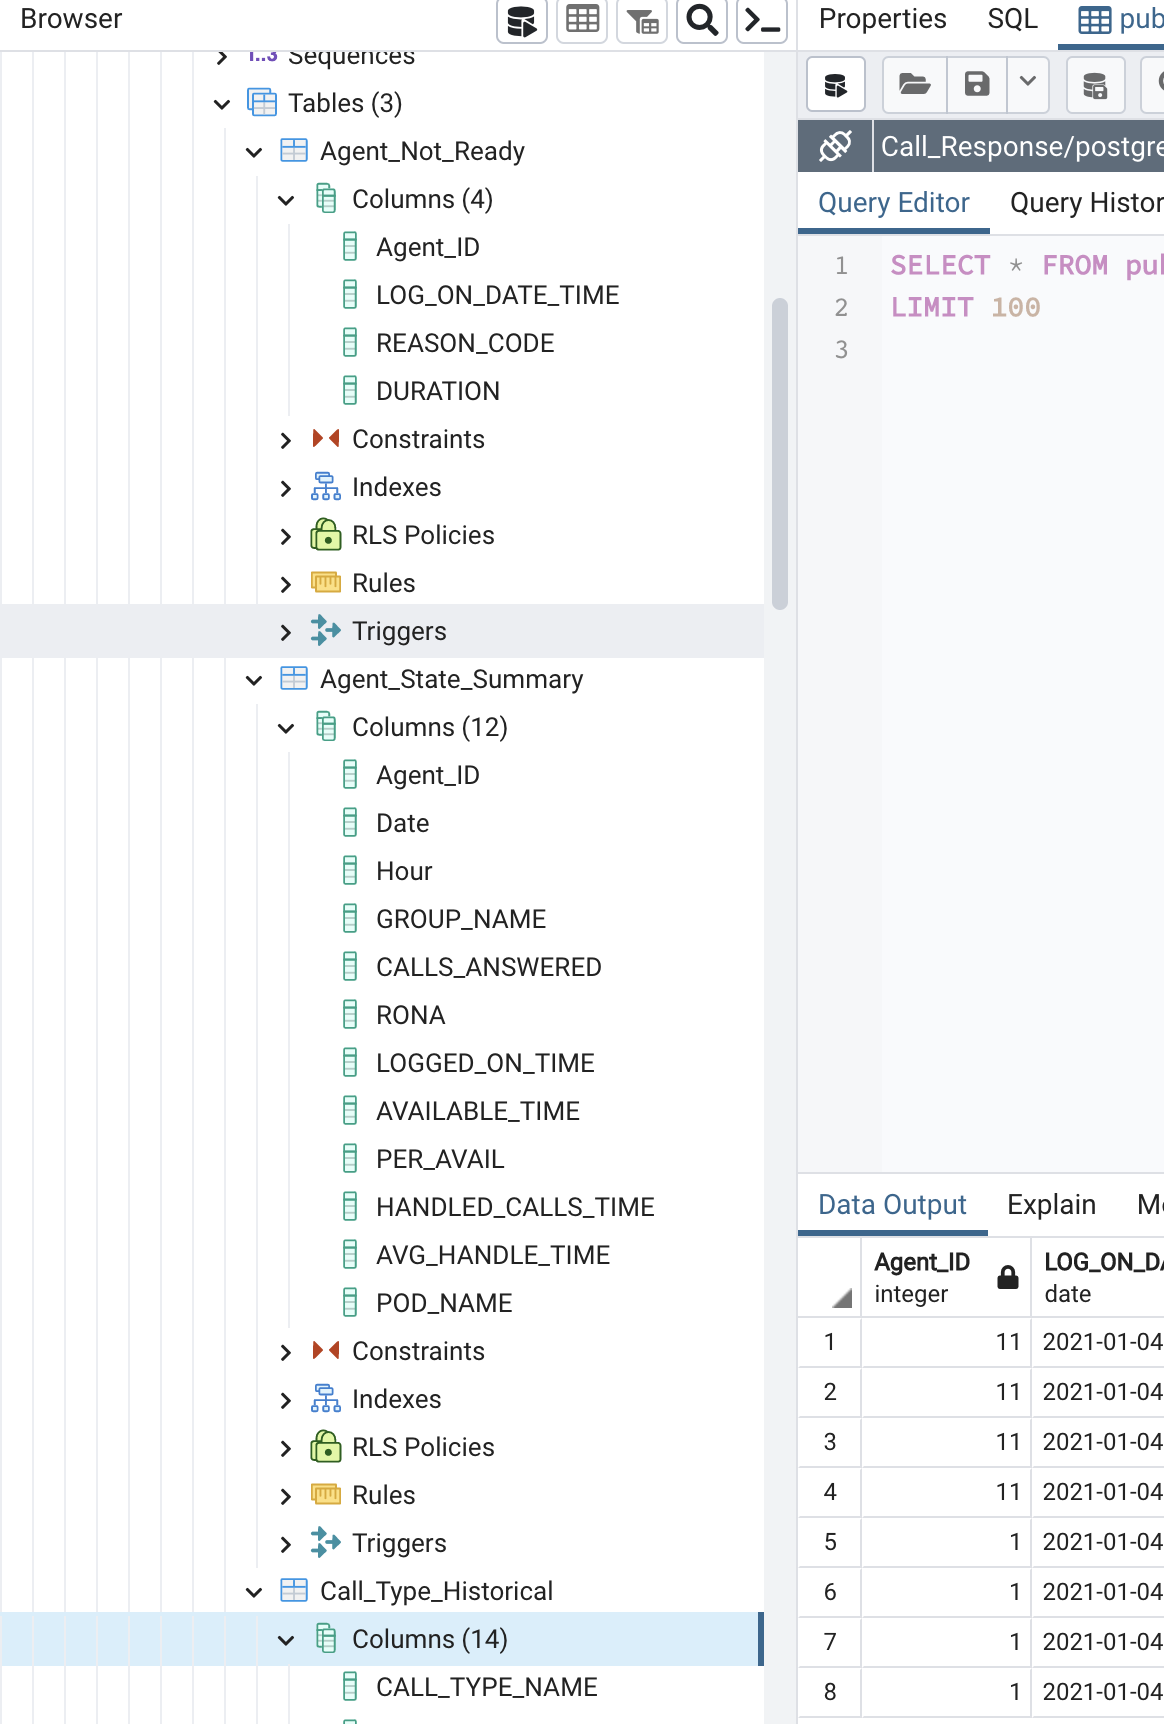 Browser
Properties
SQL
Sequences
Tables (3)
Agent_Not_Ready
Columns (4)
Agent_ID
LOG_ON_DATE_TIME
REASON_CODE
DURATION
Constraints
Indexes
RLS Policies
Rules
Triggers
Agent_State_Summary
Columns (12)
Agent_ID
Date
Hour
GROUP_NAME
CALLS_ANSWERED
RONA
LOGGED_ON_TIME
AVAILABLE_TIME
PER_AVAIL
HANDLED_CALLS_TIME
AVG_HANDLE_TIME
POD_NAME
Constraints
Indexes
RLS Policies
Rules
Triggers
Call_Type_Historical
Columns (14)
CALL_TYPE_NAME
Call_Response/postgre
Query Editor
Query Histor
1 SELECT * FROM pub
2 LIMIT 100
3
Data Output
Explain
Agent_ID LOG_ON_DA
integer date
1 11 2021-01-04
2 11 2021-01-04
3 11 2021-01-04
4 11 2021-01-04
5 1 2021-01-04
6 1 2021-01-04
7 1 2021-01-04
8 1 2021-01-04